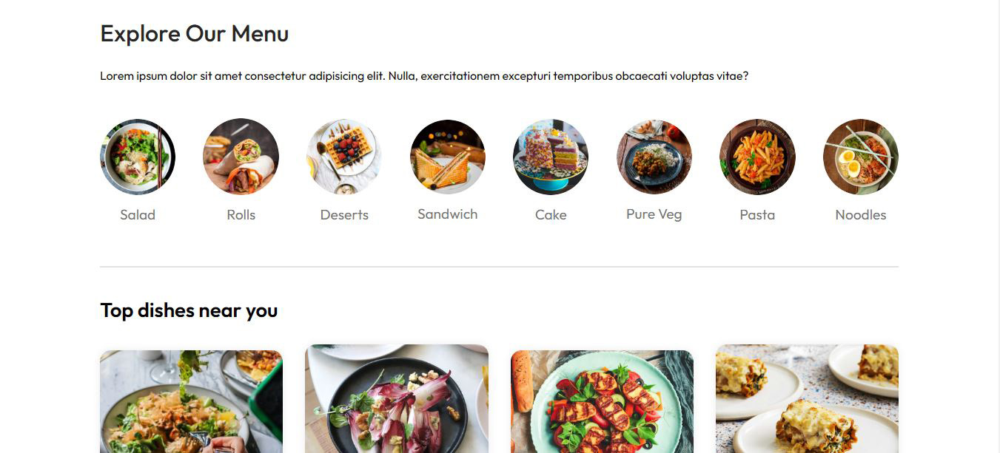 Explore Our Menu
Lorem ipsum dolor sit amet consectetur adipisicing elit. Nulla, exercitationem excepturi temporibus obcaecati voluptas vitae?
Salad Rolls Deserts Sandwich Cake Pure Veg Pasta Noodles
Top dishes near you